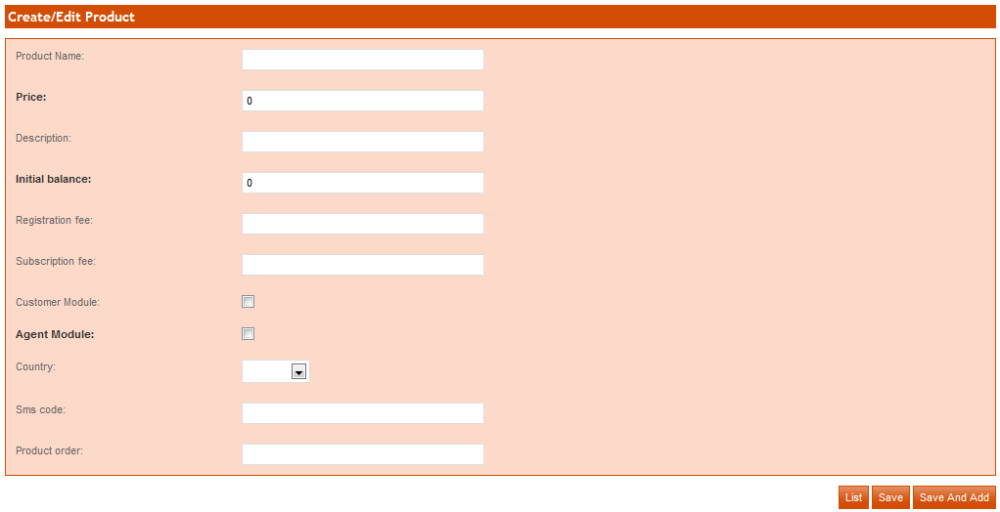 Create/Edit Product
Product Name:
Price:
0
Description:
Initial balance:
0
Registration fee:
Subscription fee:
Customer Module:
Agent Module:
Country:
Sms code:
Product order:
List Save Save And Add